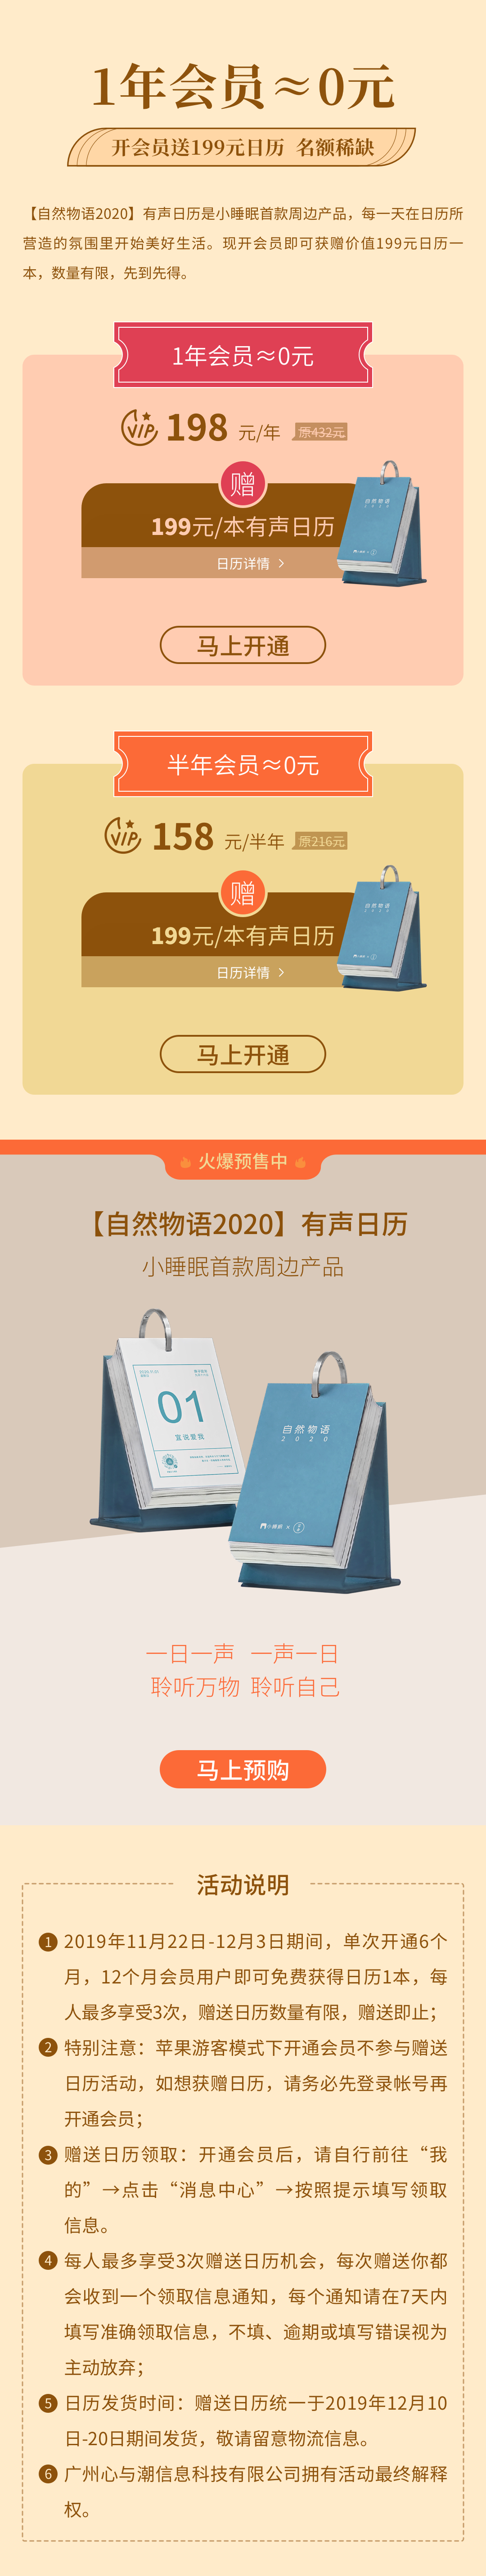 1年会员≈0元
开会员送199元日历 名额稀缺
【自然物语2020】有声日历是小睡眠首款周边产品，每一天在日历所
营造的氛围里开始美好生活。现开会员即可获赠价值199元日历一
本，数量有限，先到先得。
1年会员≈0元
VIP 198 元/年 原432元
赠
199元/本有声日历
自然物语
2020
日历详情 >
马上开通
半年会员≈0元
VIP 158 元/半年 原216元
赠
199元/本有声日历
自然物语
2020
日历详情 >
马上开通
火爆预售中
【自然物语2020】有声日历
小睡眠首款周边产品
01
宜诚爱我
自然物语
2020
小睡眠 x
一日一声 一声一日
聆听万物 聆听自己
马上预购
活动说明
1 2019年11月22日-12月3日期间，单次开通6个
月，12个月会员用户即可免费获得日历1本，每
人最多享受3次，赠送日历数量有限，赠送即止；
2 特别注意：苹果游客模式下开通会员不参与赠送
日历活动，如想获赠日历，请务必先登录帐号再
开通会员；
3 赠送日历领取：开通会员后，请自行前往“我
的”→点击“消息中心”→按照提示填写领取
信息。
4 每人最多享受3次赠送日历机会，每次赠送你都
会收到一个领取信息通知，每个通知请在7天内
填写准确领取信息，不填、逾期或填写错误视为
主动放弃；
5 日历发货时间：赠送日历统一于2019年12月10
日-20日期间发货，敬请留意物流信息。
6 广州心与潮信息科技有限公司拥有活动最终解释
权。